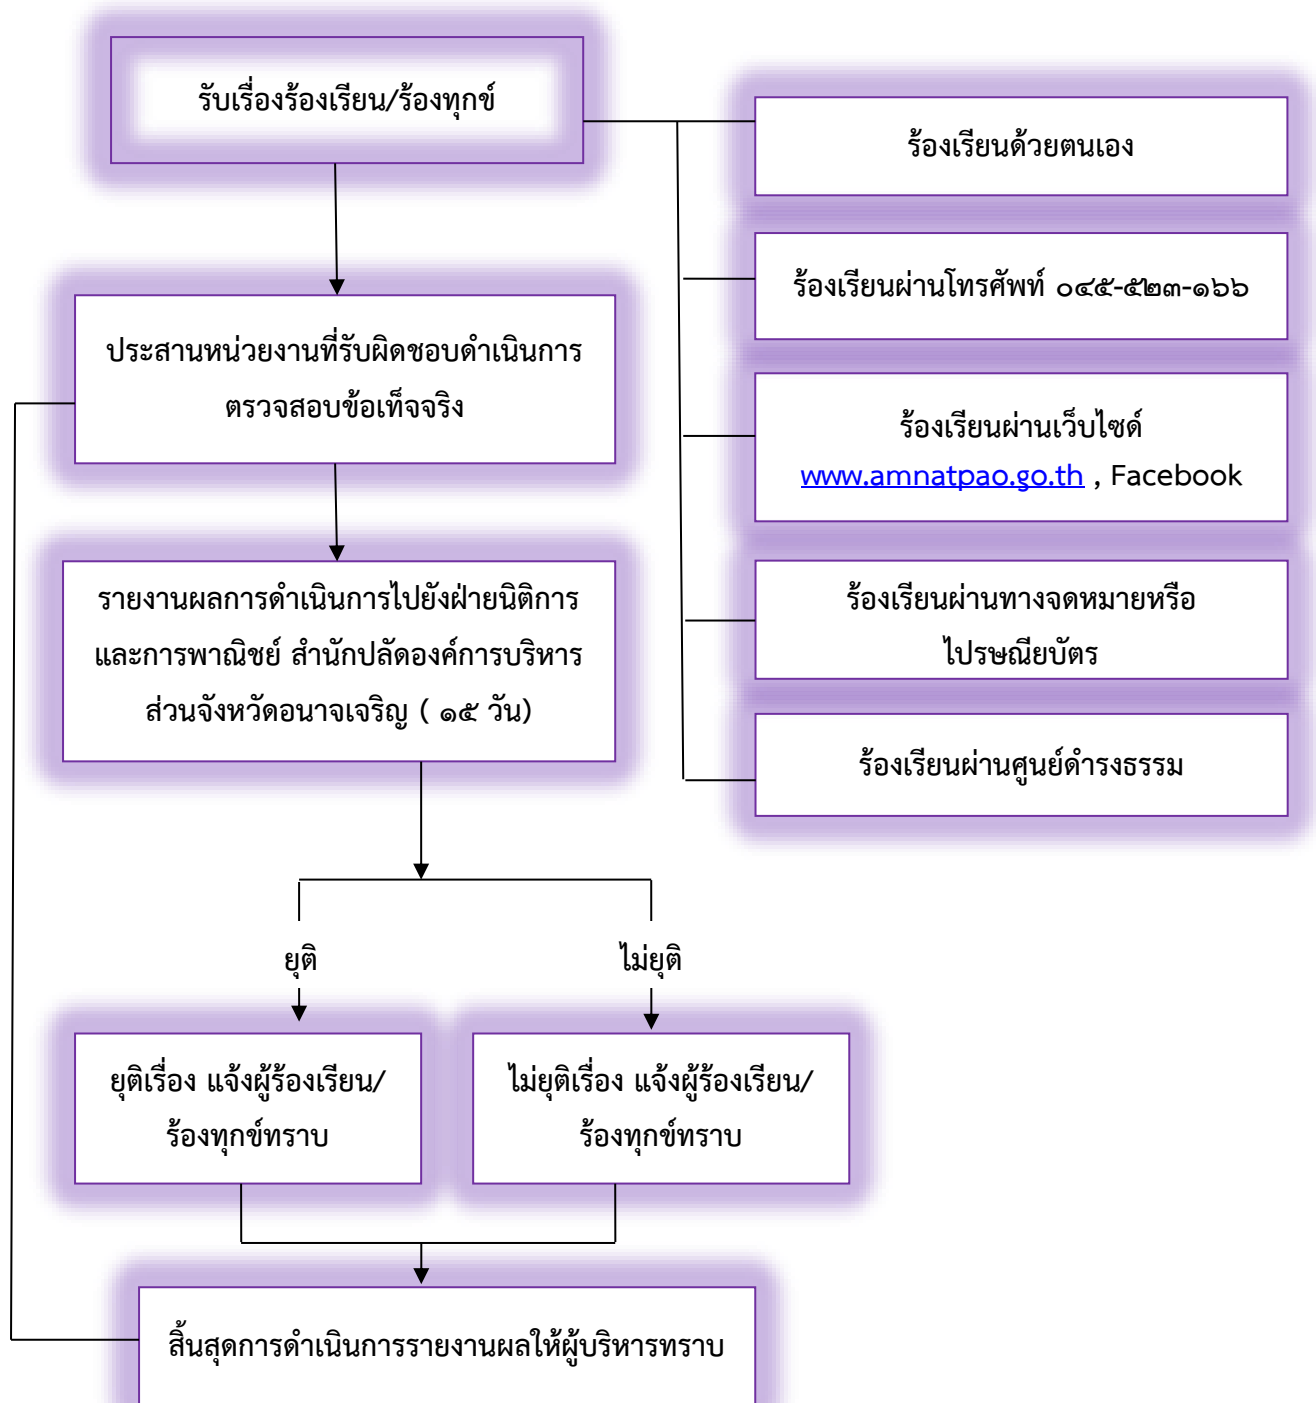 รับเรื่องร้องเรียน/ร้องทุกข์
ร้องเรียนด้วยตนเอง
ร้องเรียนผ่านโทรศัพท์ ๐๔๕-๕๒๓-๑๖๖
ร้องเรียนผ่านเว็บไซด์
www.amnatpao.go.th , Facebook
ร้องเรียนผ่านทางจดหมายหรือ
ไปรษณียบัตร
ร้องเรียนผ่านศูนย์ดำรงธรรม
ประสานหน่วยงานที่รับผิดชอบดำเนินการ
ตรวจสอบข้อเท็จจริง
รายงานผลการดำเนินการไปยังฝ่ายนิติการ
และการพาณิชย์ สำนักปลัดองค์การบริหาร
ส่วนจังหวัดอนาจเจริญ ( ๑๕ วัน)
ยุติ
ไม่ยุติ
ยุติเรื่อง แจ้งผู้ร้องเรียน/
ร้องทุกข์ทราบ
ไม่ยุติเรื่อง แจ้งผู้ร้องเรียน/
ร้องทุกข์ทราบ
สิ้นสุดการดำเนินการรายงานผลให้ผู้บริหารทราบ